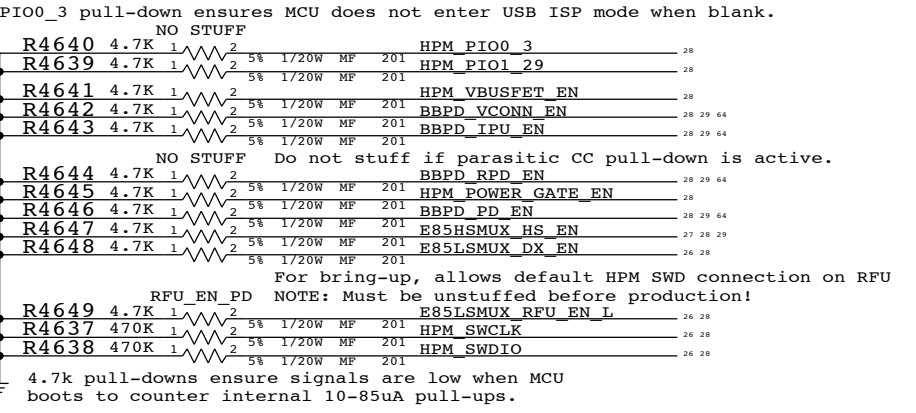 PIO0_3 pull-down ensures MCU does not enter USB ISP mode when blank.
NO STUFF
R4640 4.7K 1 2 HPM_PIO0_3 28
5% 1/20W MF 201
R4639 4.7K 1 2 HPM_PIO1_29 28
5% 1/20W MF 201
R4641 4.7K 1 2 HPM_VBUSFET_EN 28
5% 1/20W MF 201
R4642 4.7K 1 2 BBPD_VCONN_EN 28 29 64
5% 1/20W MF 201
R4643 4.7K 1 2 BBPD_IPU_EN 28 29 64
5% 1/20W MF 201
NO STUFF Do not stuff if parasitic CC pull-down is active.
R4644 4.7K 1 2 BBPD_RPD_EN 28 29 64
5% 1/20W MF 201
R4645 4.7K 1 2 HPM_POWER_GATE_EN 28
5% 1/20W MF 201
R4646 4.7K 1 2 BBPD_PD_EN 28 29 64
5% 1/20W MF 201
R4647 4.7K 1 2 E85HSMUX_HS_EN 27 28 29
5% 1/20W MF 201
R4648 4.7K 1 2 E85LSMUX_DX_EN 26 28
5% 1/20W MF 201
For bring-up, allows default HPM SWD connection on RFU
RFU_EN_PD NOTE: Must be unstuffed before production!
R4649 4.7K 1 2 E85LSMUX_RFU_EN_L 26 28
5% 1/20W MF 201
R4637 470K 1 2 HPM_SWCLK 26 28
5% 1/20W MF 201
R4638 470K 1 2 HPM_SWDIO 26 28
5% 1/20W MF 201
4.7k pull-downs ensure signals are low when MCU
boots to counter internal 10-85uA pull-ups.